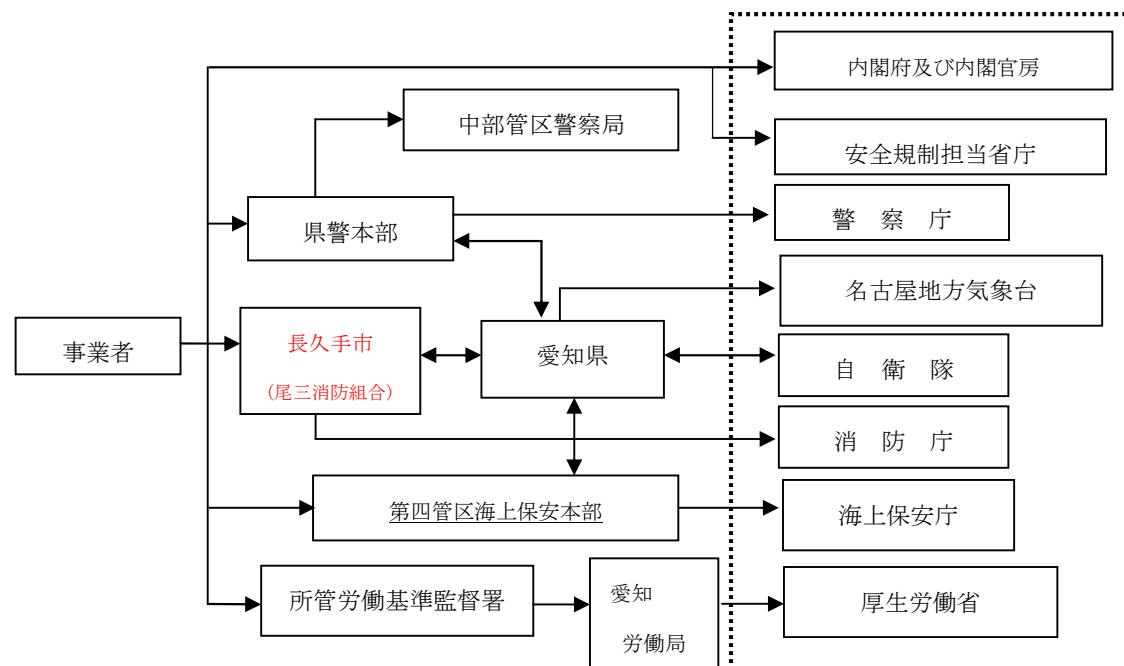 内閣府及び内閣官房
中部管区警察局
安全規制担当省庁
県警本部
警 察 庁
名古屋地方気象台
事業者
長久手市
(尾三消防組合)
愛知県
自 衛 隊
消 防 庁
第四管区海上保安本部
海上保安庁
所管労働基準監督署
愛知
労働局
厚生労働省